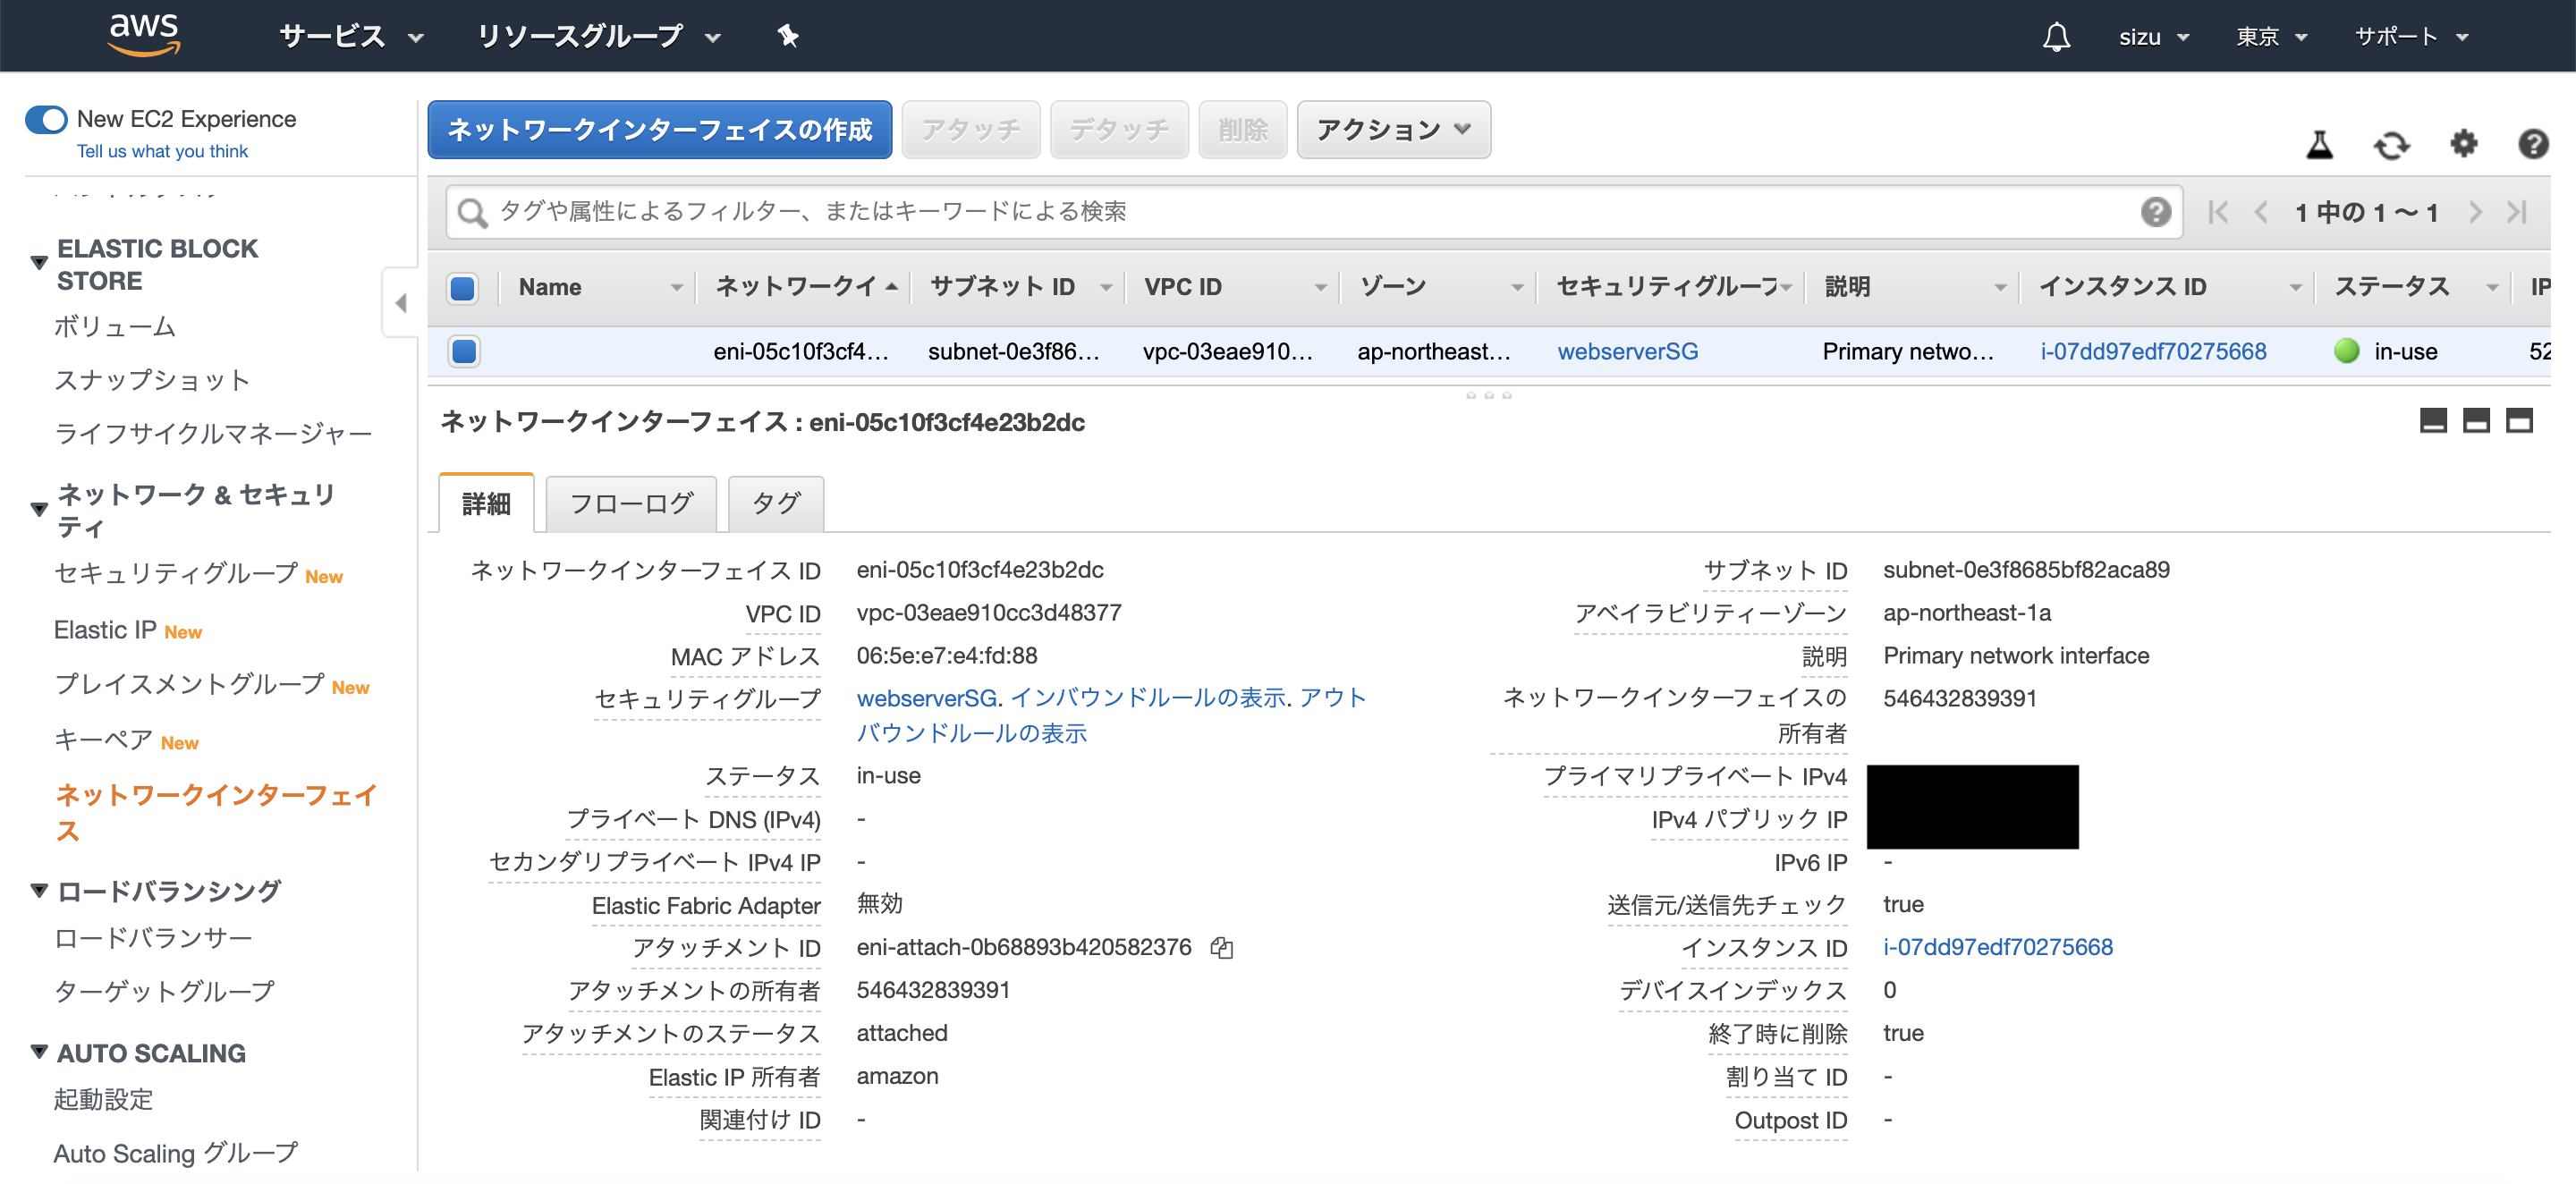 aws
サービス
リソースグループ
sizu
東京
サポート
New EC2 Experience
Tell us what you think
ELASTIC BLOCK
STORE
ボリューム
スナップショット
ライフサイクルマネージャー
ネットワーク & セキュリ
ティ
セキュリティグループ New
Elastic IP New
プレイスメントグループ New
キーペア New
ネットワークインターフェイ
ス
ロードバランシング
ロードバランサー
ターゲットグループ
AUTO SCALING
起動設定
Auto Scaling グループ
ネットワークインターフェイスの作成
アタッチ
デタッチ
削除
アクション
タグや属性によるフィルター、またはキーワードによる検索
1 中の 1 ～ 1
Name ネットワークイ サブネット ID VPC ID ゾーン セキュリティグループ 説明 インスタンス ID ステータス IP
eni-05c10f3cf4... subnet-0e3f86... vpc-03eae910... ap-northeast... webserverSG Primary netwo... i-07dd97edf70275668 in-use 52
ネットワークインターフェイス : eni-05c10f3cf4e23b2dc
詳細
フローログ
タグ
ネットワークインターフェイス ID eni-05c10f3cf4e23b2dc
VPC ID vpc-03eae910cc3d48377
MAC アドレス 06:5e:e7:e4:fd:88
セキュリティグループ webserverSG. インバウンドルールの表示. アウト
バウンドルールの表示
ステータス in-use
プライベート DNS (IPv4) -
セカンダリプライベート IPv4 IP -
Elastic Fabric Adapter 無効
アタッチメント ID eni-attach-0b68893b420582376
アタッチメントの所有者 546432839391
アタッチメントのステータス attached
Elastic IP 所有者 amazon
関連付け ID -
サブネット ID subnet-0e3f8685bf82aca89
アベイラビリティーゾーン ap-northeast-1a
説明 Primary network interface
ネットワークインターフェイスの 546432839391
所有者
プライマリプライベート IPv4
IPv4 パブリック IP
IPv6 IP -
送信元/送信先チェック true
インスタンス ID i-07dd97edf70275668
デバイスインデックス 0
終了時に削除 true
割り当て ID -
Outpost ID -